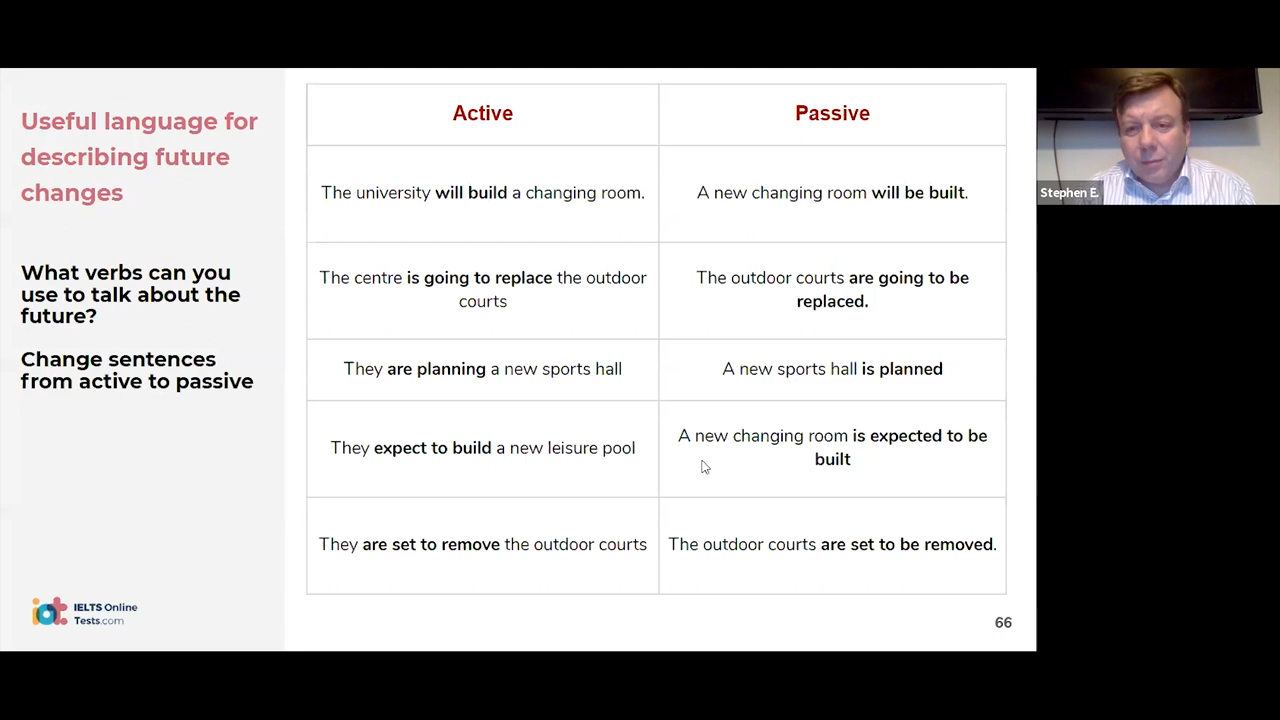 Useful language for
describing future
changes
What verbs can you
use to talk about the
future?
Change sentences
from active to passive
Active
Passive
The university will build a changing room.
A new changing room will be built.
The centre is going to replace the outdoor
courts
The outdoor courts are going to be
replaced.
They are planning a new sports hall
A new sports hall is planned
They expect to build a new leisure pool
A new changing room is expected to be
built
They are set to remove the outdoor courts
The outdoor courts are set to be removed.
iot IELTS Online
Tests.com
66
Stephen E.